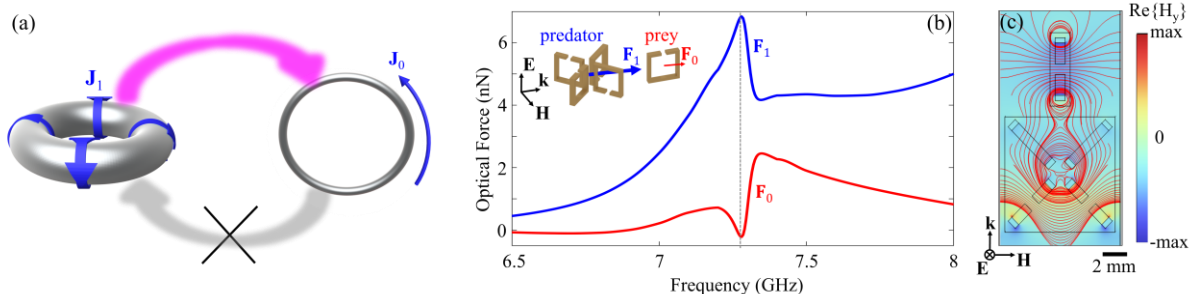 (a)
J₁
J₀
(b)
predator
prey
F₁
F₀
E
k
H
F₁
F₀
Optical Force (nN)
6
4
2
0
6.5
7
7.5
8
Frequency (GHz)
(c)
Re{Hy}
max
0
-max
k
E
H
2 mm